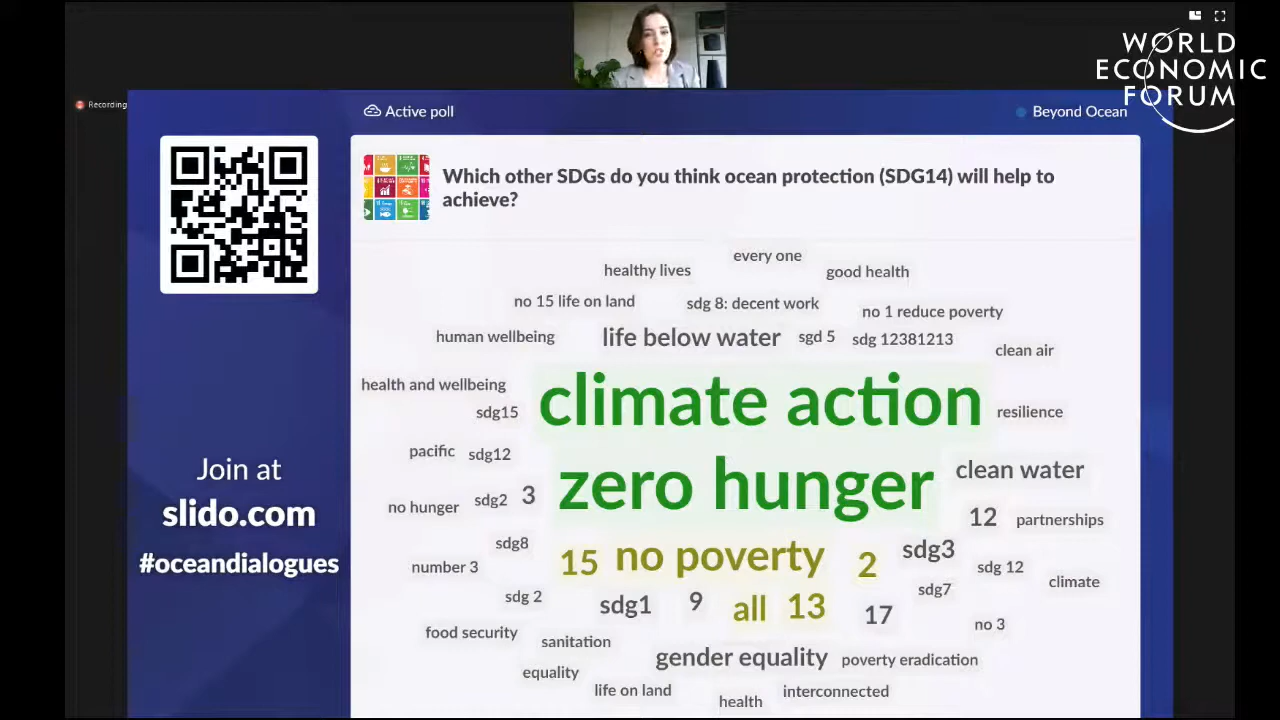 WORLD
ECONOMIC
FORUM
Recording
Active poll
Beyond Ocean
Which other SDGs do you think ocean protection (SDG14) will help to
achieve?
every one
healthy lives
good health
no 15 life on land
sdg 8: decent work
no 1 reduce poverty
human wellbeing
life below water
sgd 5
sdg 12381213
clean air
health and wellbeing
climate action
sdg15
resilience
pacific
sdg12
zero hunger
clean water
no hunger
sdg2
3
12
partnerships
sdg8
15
no poverty
2
sdg3
number 3
sdg 12
climate
sdg 2
sdg1
9
all
13
17
sdg7
no 3
food security
sanitation
gender equality
poverty eradication
equality
life on land
health
interconnected
Join at
slido.com
#oceandialogues